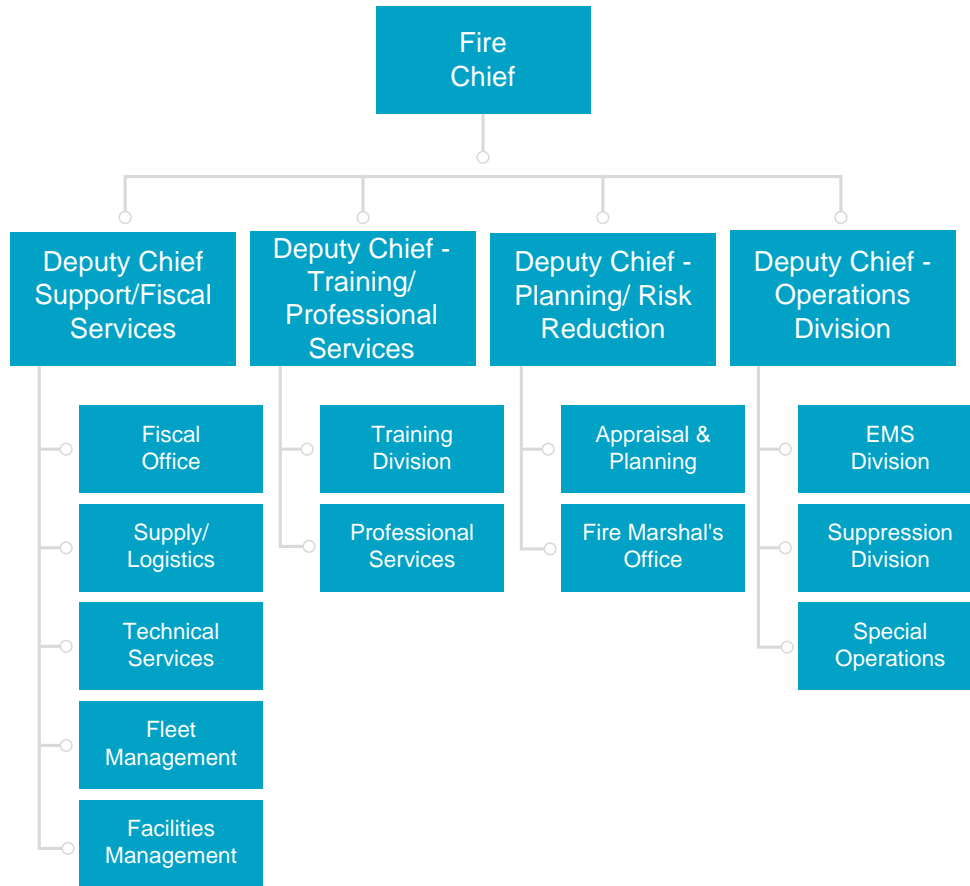 Fire
Chief
Deputy Chief
Support/Fiscal
Services
Deputy Chief -
Training/
Professional
Services
Deputy Chief -
Planning/ Risk
Reduction
Deputy Chief -
Operations
Division
Fiscal
Office
Supply/
Logistics
Technical
Services
Fleet
Management
Facilities
Management
Training
Division
Professional
Services
Appraisal &
Planning
Fire Marshal's
Office
EMS
Division
Suppression
Division
Special
Operations